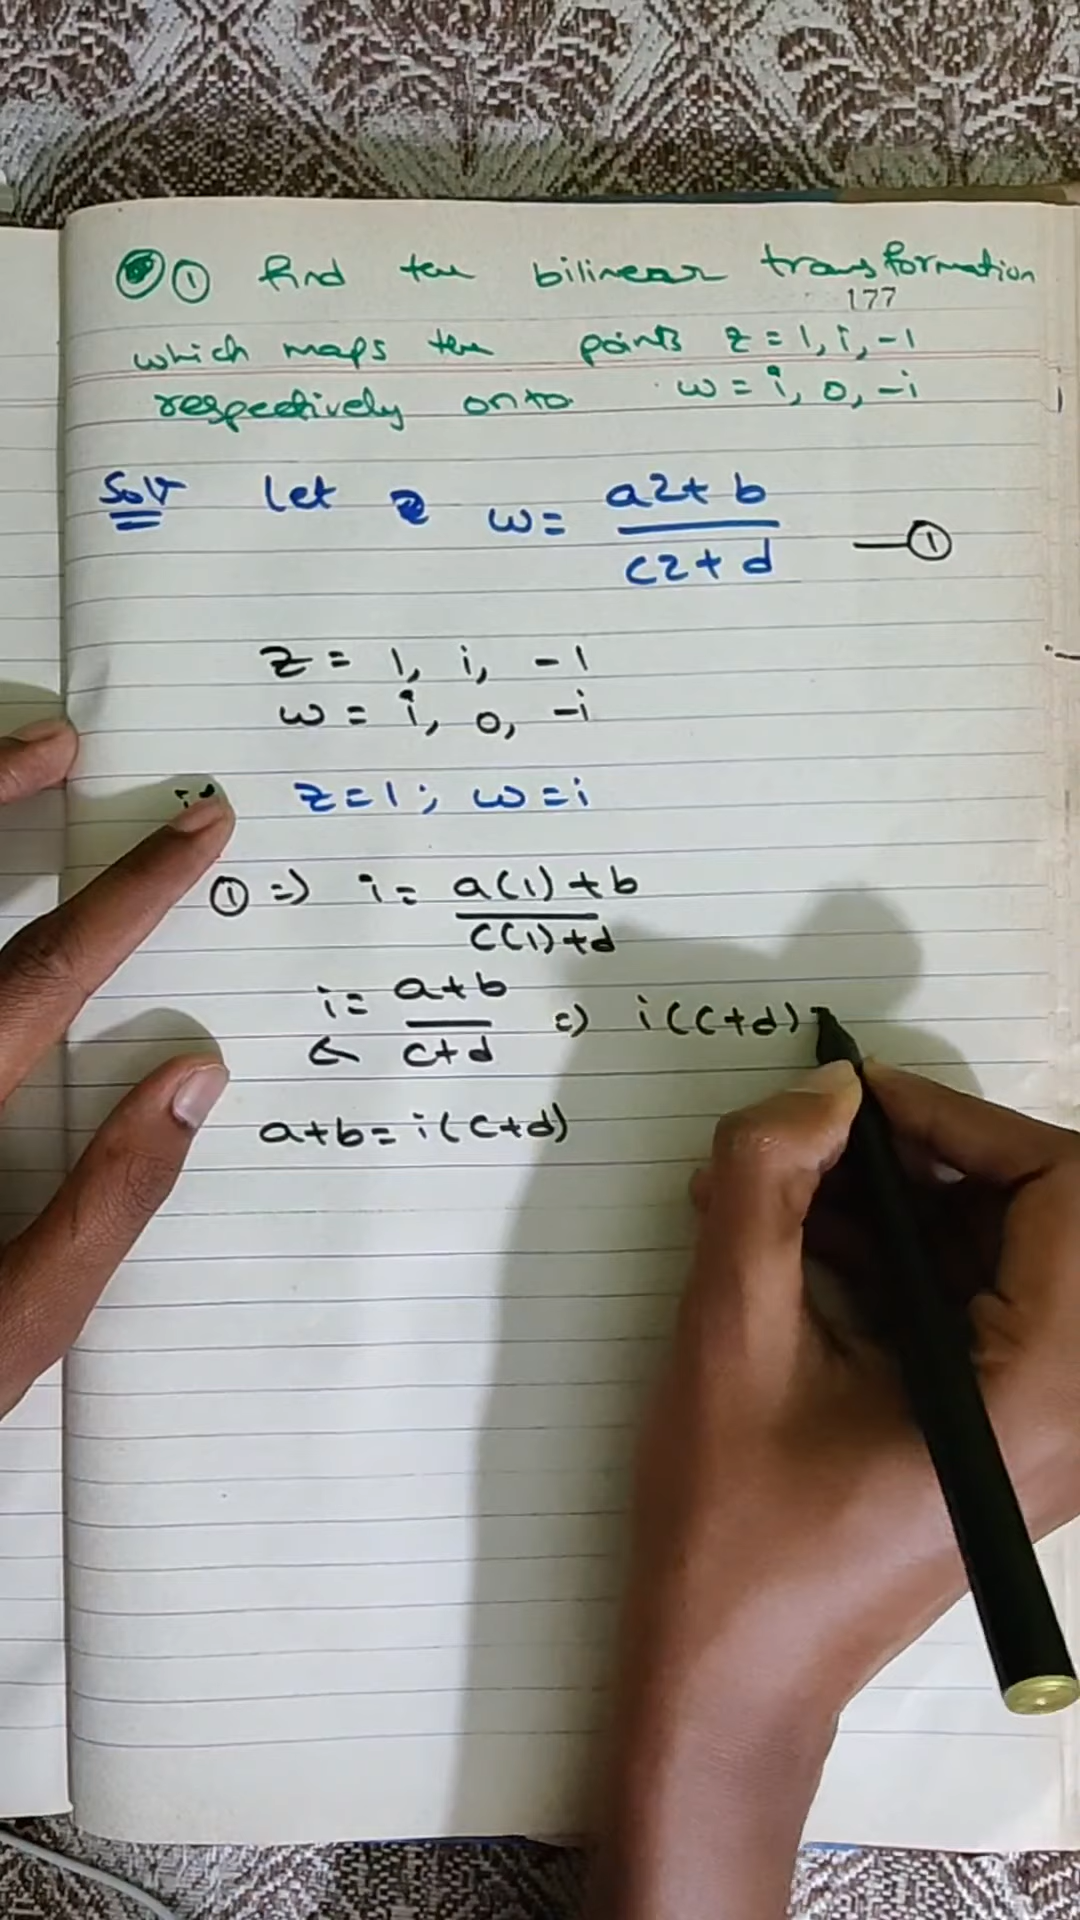 ① Find the bilinear transformation
177
which maps the points z = 1, i, -1
respectively onto w = i, 0, -i
Soln Let w = az + b / cz + d —①
z = 1, i, -1
w = i, 0, -i
z = 1; w = i
① => i = a(1) + b / c(1) + d
i = a + b / c + d => i(c+d) =
a+b = i(c+d)